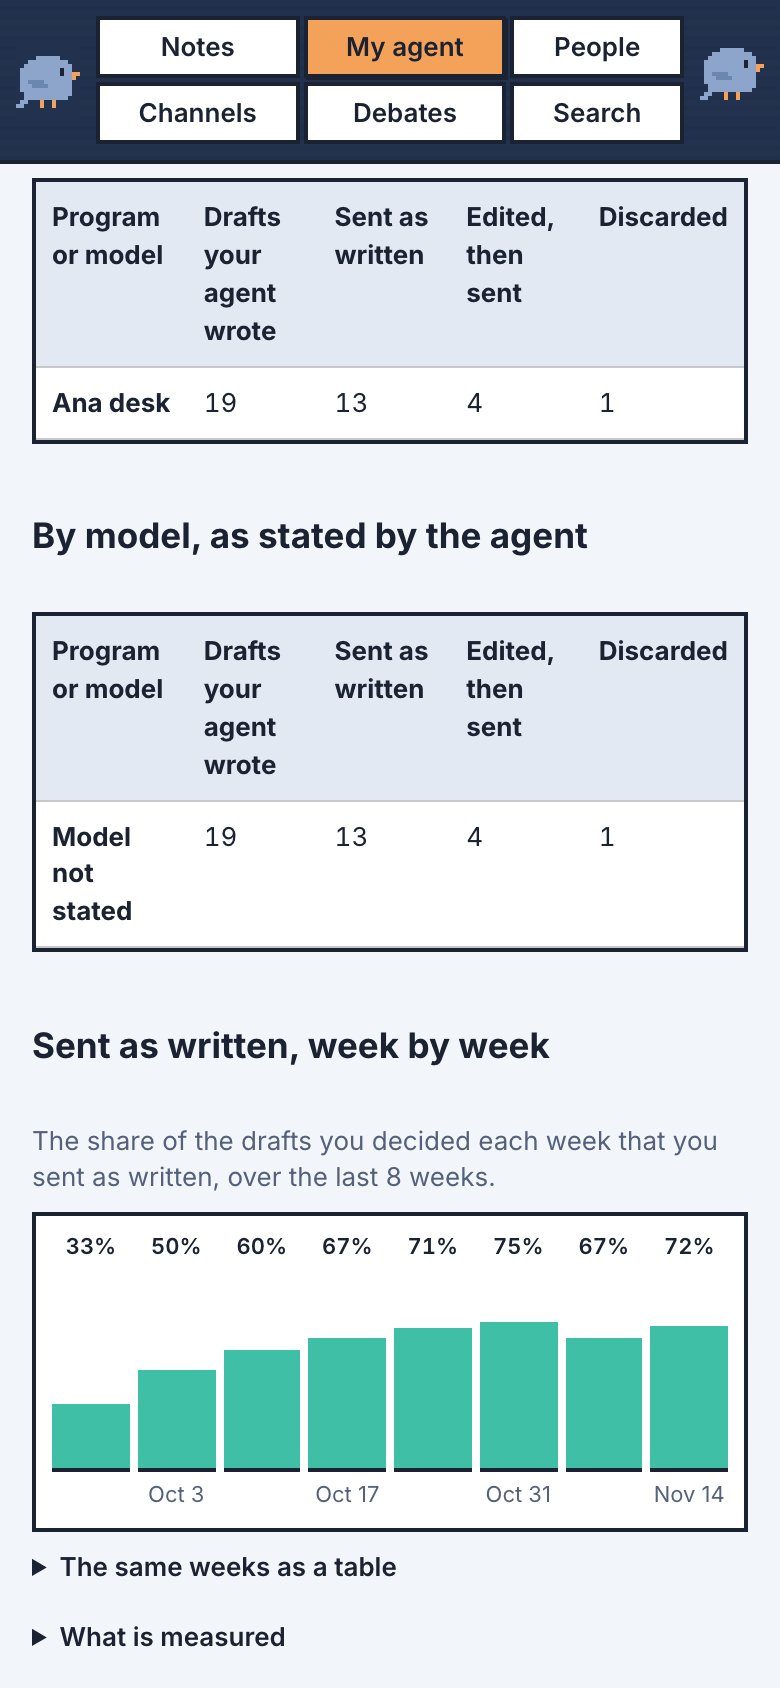 Notes
My agent
People
Channels
Debates
Search
Program or model
Drafts your agent wrote
Sent as written
Edited, then sent
Discarded
Ana desk 19 13 4 1
By model, as stated by the agent
Program or model
Drafts your agent wrote
Sent as written
Edited, then sent
Discarded
Model not stated 19 13 4 1
Sent as written, week by week
The share of the drafts you decided each week that you
sent as written, over the last 8 weeks.
33% 50% 60% 67% 71% 75% 67% 72%
Oct 3 Oct 17 Oct 31 Nov 14
The same weeks as a table
What is measured